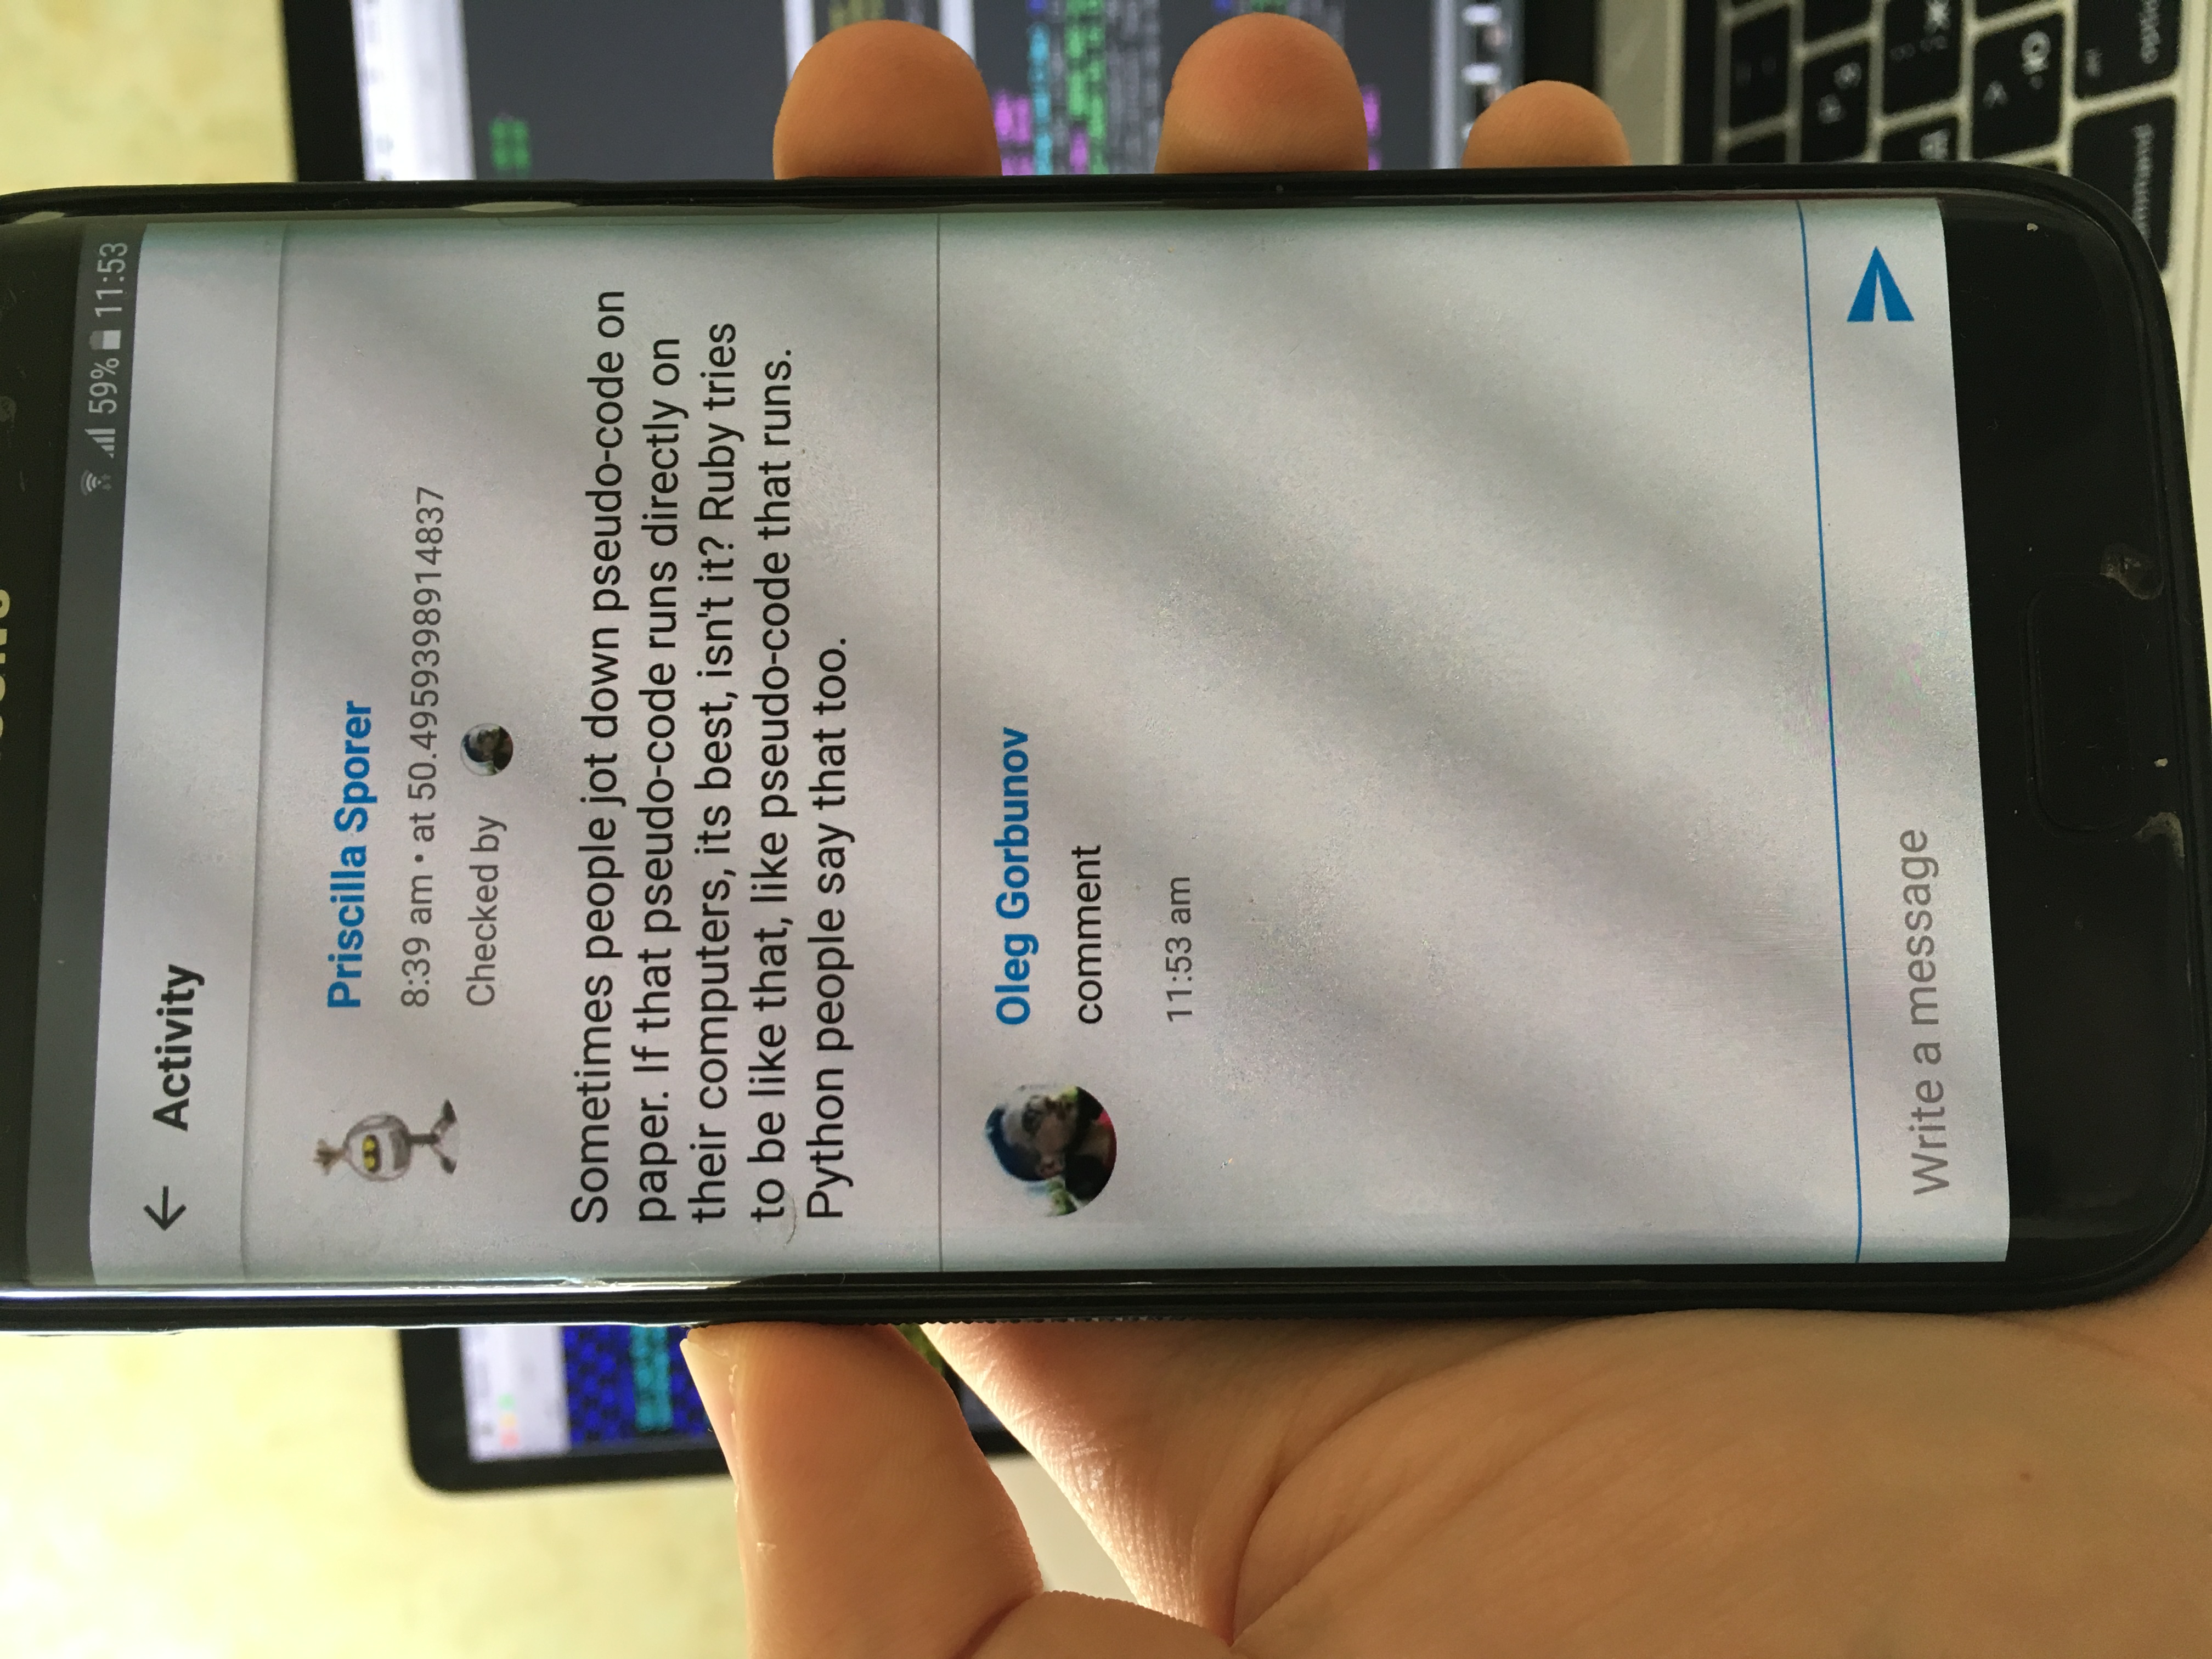 59% 11:53
Activity
Priscilla Sporer
8:39 am • at 50.4959398914837
Checked by
Sometimes people jot down pseudo-code on
paper. If that pseudo-code runs directly on
their computers, its best, isn't it? Ruby tries
to be like that, like pseudo-code that runs.
Python people say that too.
Oleg Gorbunov
comment
11:53 am
Write a message